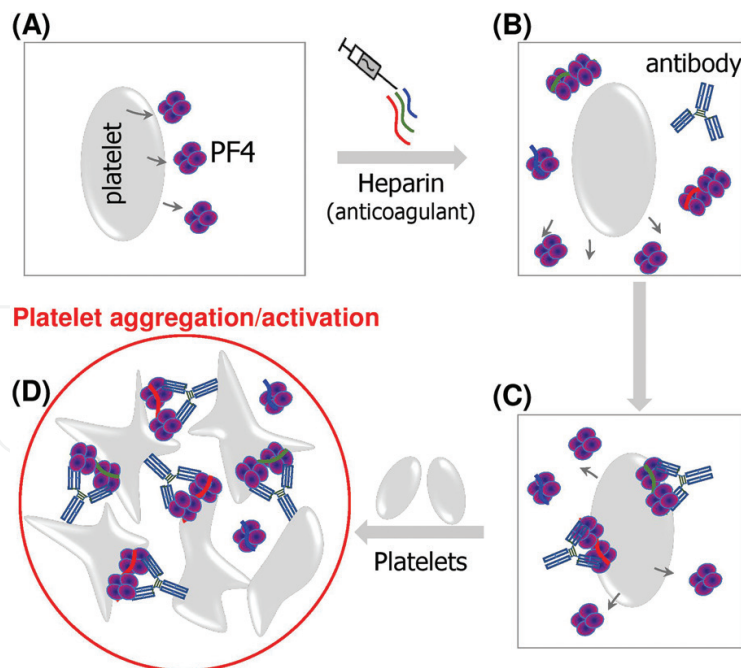 (A)
platelet
PF4
Heparin
(anticoagulant)
(B)
antibody
Platelet aggregation/activation
(D)
Platelets
(C)